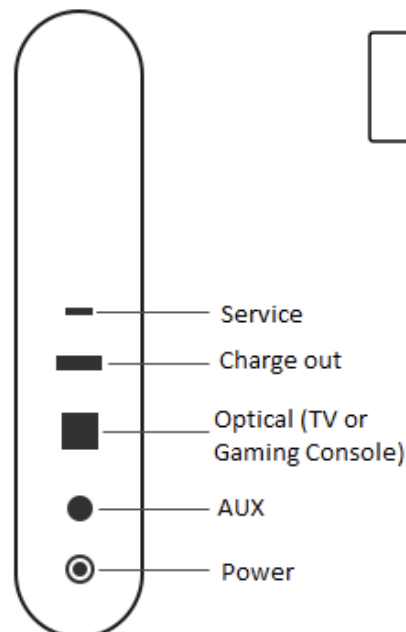 Service
Charge out
Optical (TV or
Gaming Console)
AUX
Power